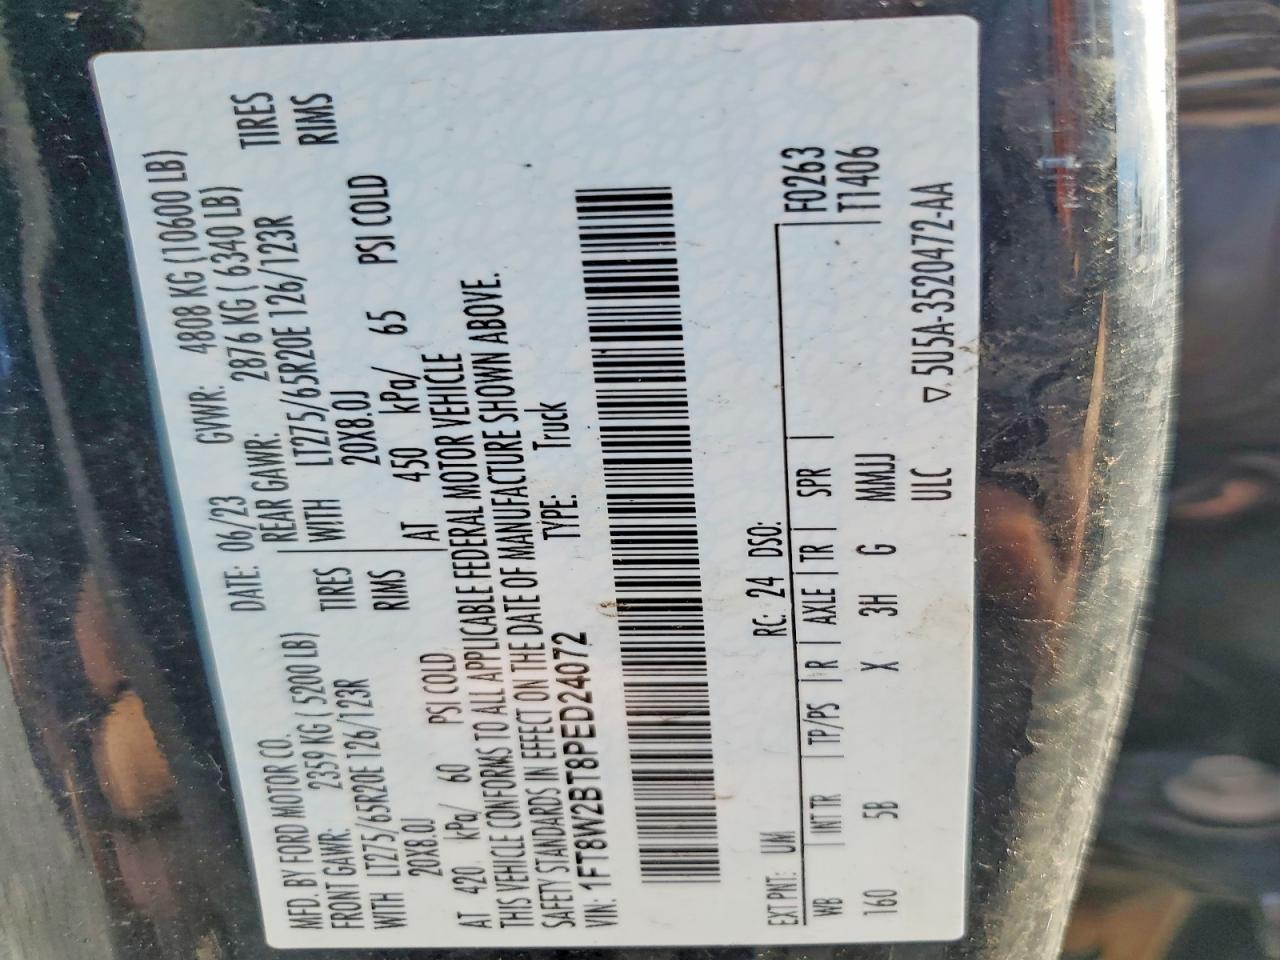 MFD. BY FORD MOTOR CO. DATE: 06/23 GVWR: 4808 KG (10600 LB)
FRONT GAWR: 2359 KG ( 5200 LB) REAR GAWR: 2876 KG ( 6340 LB)
WITH LT275/65R20E 126/123R TIRES WITH LT275/65R20E 126/123R TIRES
20X8.0J RIMS 20X8.0J RIMS
AT 420 kPa/ 60 PSI COLD AT 450 kPa/ 65 PSI COLD
THIS VEHICLE CONFORMS TO ALL APPLICABLE FEDERAL MOTOR VEHICLE
SAFETY STANDARDS IN EFFECT ON THE DATE OF MANUFACTURE SHOWN ABOVE.
VIN: 1FT8W2BT8PED24072 TYPE: Truck
EXT PNT: UM RC: 24 DSO: F0263
WB INT TR TP/PS R AXLE TR SPR T1406
160 5B X 3H G MMJJ
ULC ▽ 5U5A-3520472-AA